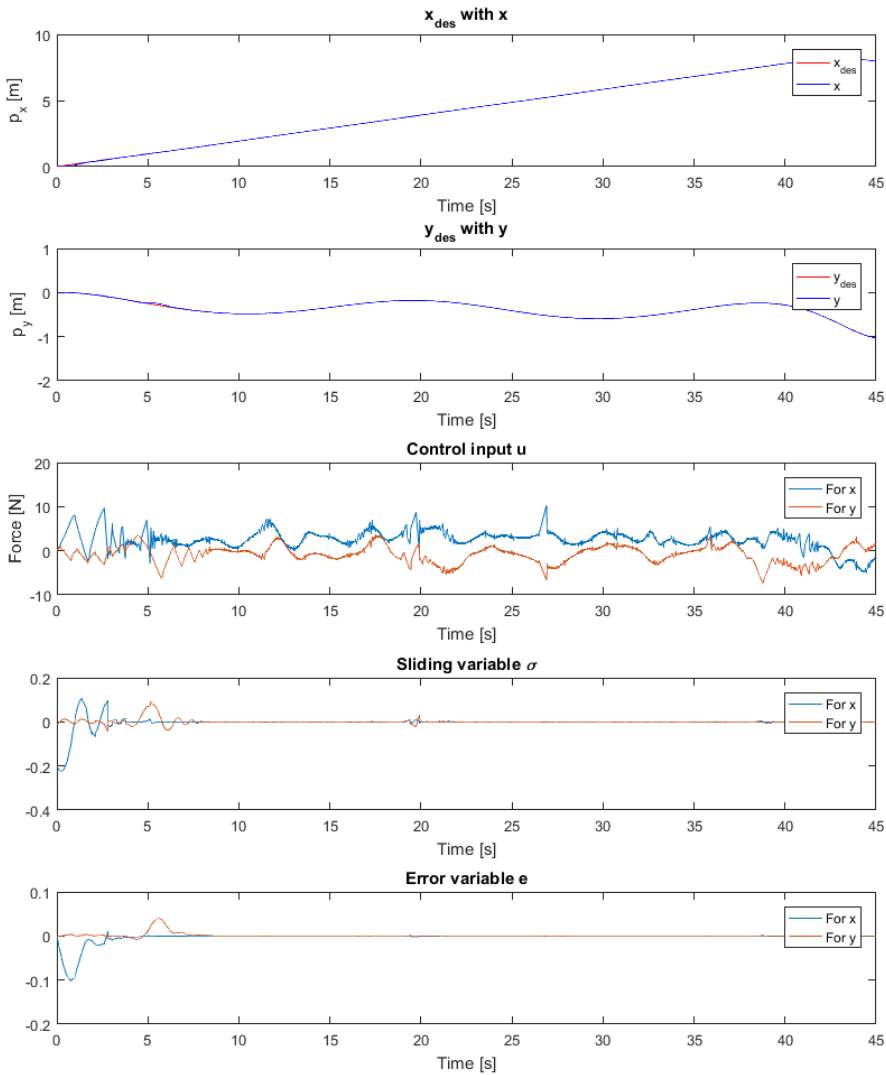 x_des with x
10
5
0
p_x [m]
x_des
x
0 5 10 15 20 25 30 35 40 45
Time [s]
y_des with y
1
0
-1
-2
p_y [m]
y_des
y
0 5 10 15 20 25 30 35 40 45
Time [s]
Control input u
20
10
0
-10
Force [N]
For x
For y
0 5 10 15 20 25 30 35 40 45
Time [s]
Sliding variable σ
0.2
0
-0.2
-0.4
For x
For y
0 5 10 15 20 25 30 35 40 45
Time [s]
Error variable e
0.1
0
-0.1
-0.2
For x
For y
0 5 10 15 20 25 30 35 40 45
Time [s]